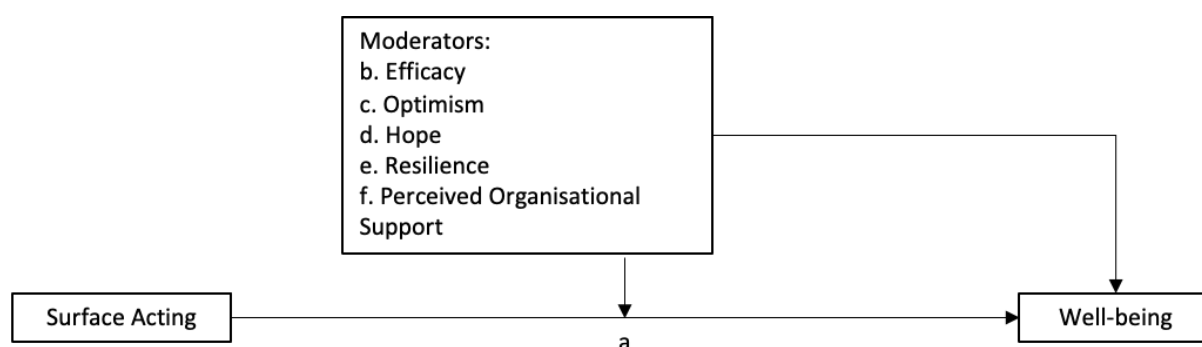 Moderators:
b. Efficacy
c. Optimism
d. Hope
e. Resilience
f. Perceived Organisational
Support
Surface Acting
Well-being
a